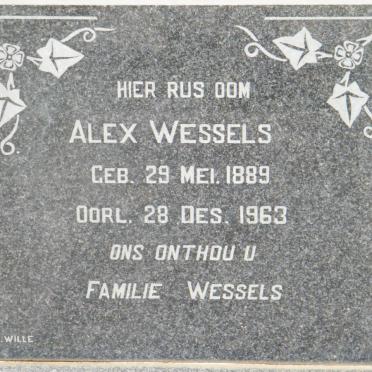 HIER RUS OOM
ALEX WESSELS
GEB. 29 MEI. 1889
OORL. 28 DES. 1963
ONS ONTHOU U
FAMILIE WESSELS
WILLE